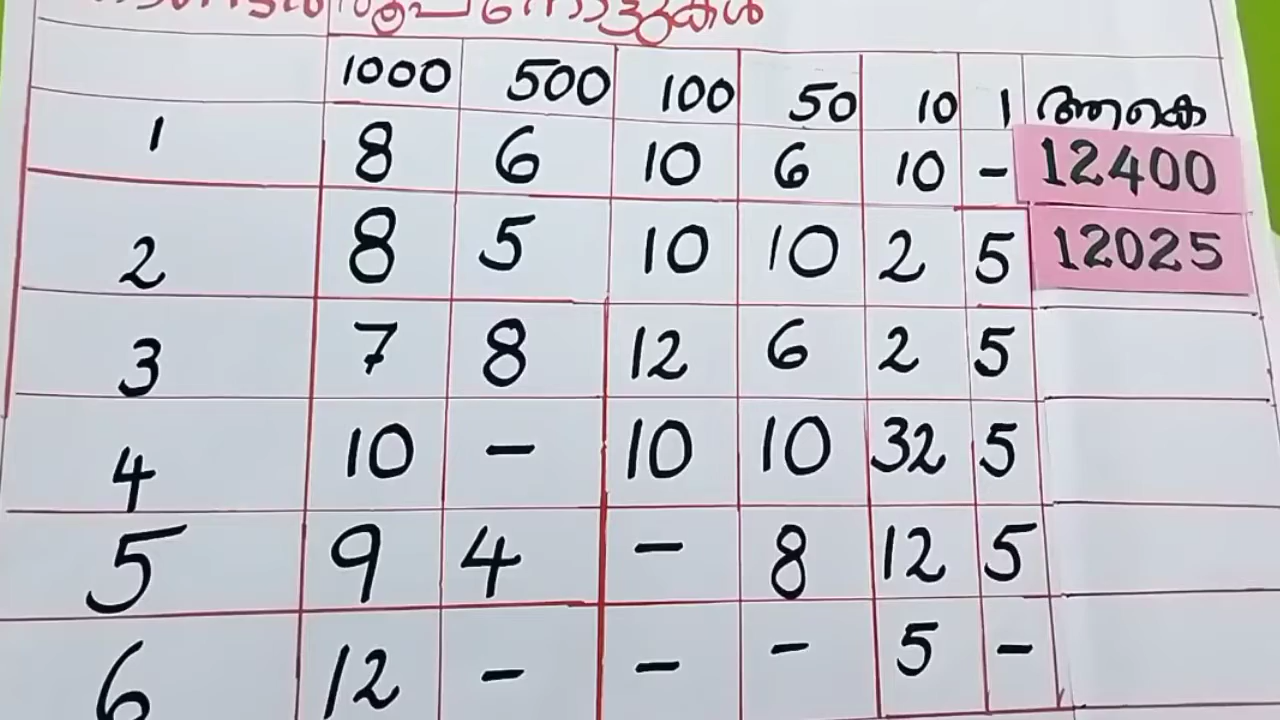 രൂപ നോട്ടുകൾ
1000 500 100 50 10 1 ആകെ
1 8 6 10 6 10 - 12400
2 8 5 10 10 2 5 12025
3 7 8 12 6 2 5
4 10 - 10 10 32 5
5 9 4 - 8 12 5
6 12 - - - 5 -